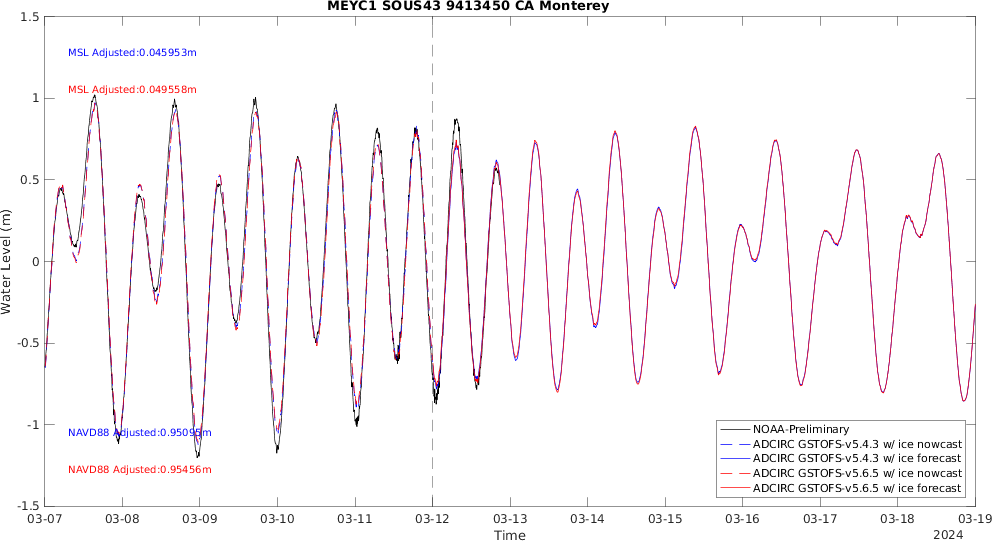 MEYC1 SOUS43 9413450 CA Monterey
1.5
MSL Adjusted:0.045953m
MSL Adjusted:0.049558m
1
0.5
0
-0.5
-1
-1.5
Water Level (m)
NAVD88 Adjusted:0.95095m
NAVD88 Adjusted:0.95456m
NOAA-Preliminary
ADCIRC GSTOFS-v5.4.3 w/ ice nowcast
ADCIRC GSTOFS-v5.4.3 w/ ice forecast
ADCIRC GSTOFS-v5.6.5 w/ ice nowcast
ADCIRC GSTOFS-v5.6.5 w/ ice forecast
03-07 03-08 03-09 03-10 03-11 03-12 03-13 03-14 03-15 03-16 03-17 03-18 03-19
Time
2024